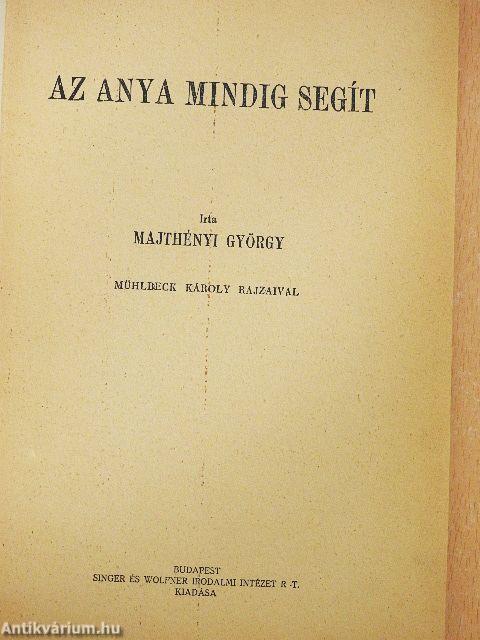 AZ ANYA MINDIG SEGÍT
Irta
MAJTHÉNYI GYÖRGY
MÜHLBECK KÁROLY RAJZAIVAL
BUDAPEST
SINGER ÉS WOLFNER IRODALMI INTÉZET R.-T.
KIADÁSA
Antikvárium.hu